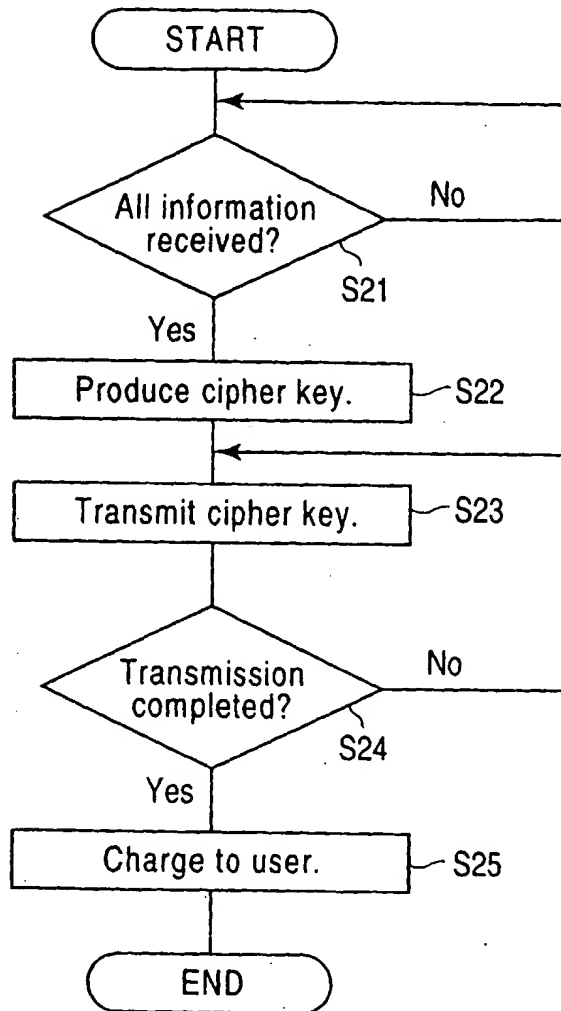 START
All information
received?
No
S21
Yes
Produce cipher key.
S22
Transmit cipher key.
S23
Transmission
completed?
No
S24
Yes
Charge to user.
S25
END